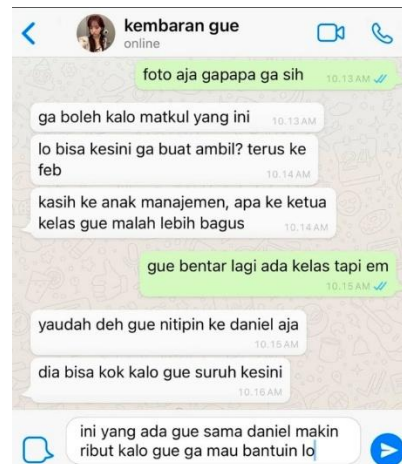 kembaran gue
online
foto aja gapapa ga sih 10.13 AM
ga boleh kalo matkul yang ini 10.13 AM
lo bisa kesini ga buat ambil? terus ke
feb 10.14 AM
kasih ke anak manajemen, apa ke ketua
kelas gue malah lebih bagus 10.14 AM
gue bentar lagi ada kelas tapi em
10.15 AM
yaudah deh gue nitipin ke daniel aja
10.15 AM
dia bisa kok kalo gue suruh kesini
10.16 AM
ini yang ada gue sama daniel makin
ribut kalo gue ga mau bantuin lo